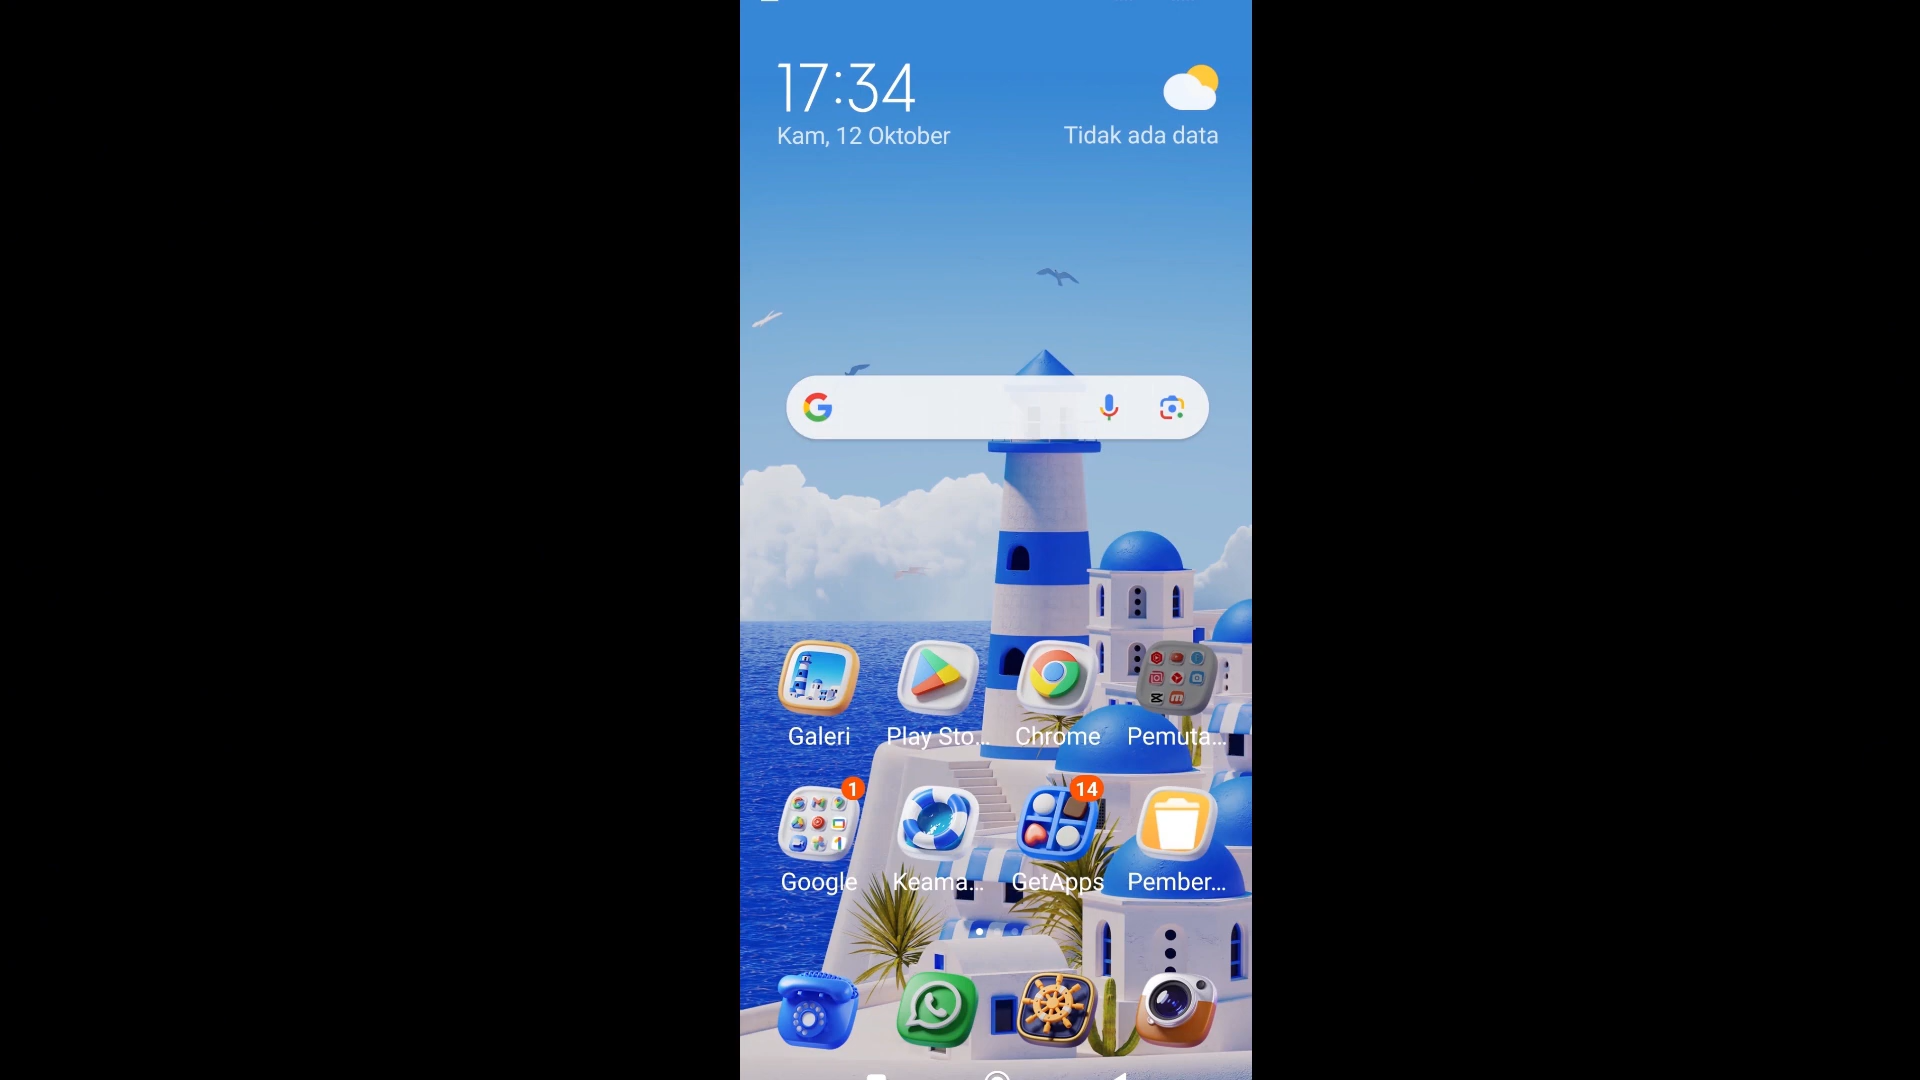 17:34
Kam, 12 Oktober
Tidak ada data
Galeri
Play Sto...
Chrome
Pemuta...
1
14
Google
Keama...
GetApps
Pember...